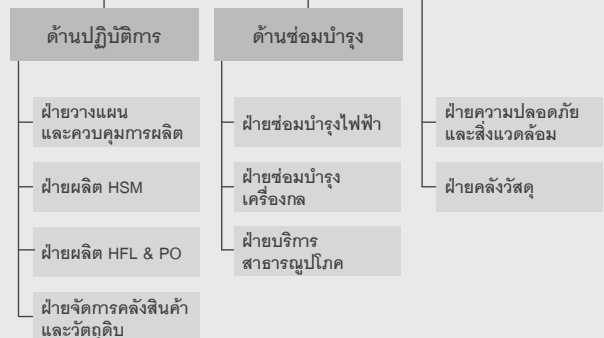 ด้านปฏิบัติการ
ฝ่ายวางแผน
และควบคุมการผลิต
ฝ่ายผลิต HSM
ฝ่ายผลิต HFL & PO
ฝ่ายจัดการคลังสินค้า
และวัตถุดิบ
ด้านซ่อมบำรุง
ฝ่ายซ่อมบำรุงไฟฟ้า
ฝ่ายซ่อมบำรุง
เครื่องกล
ฝ่ายบริการ
สาธารณูปโภค
ฝ่ายความปลอดภัย
และสิ่งแวดล้อม
ฝ่ายคลังวัสดุ